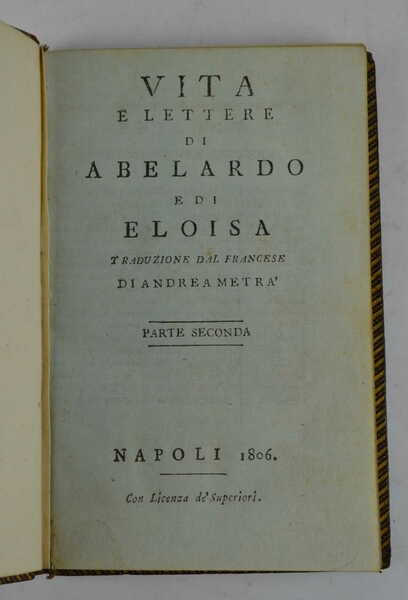 VITA
E LETTERE
DI
ABELARDO
E DI
ELOISA
TRADUZIONE DAL FRANCESE
DI ANDREA METRA'
PARTE SECONDA
NAPOLI 1806.
Con Licenza de' Superiori.